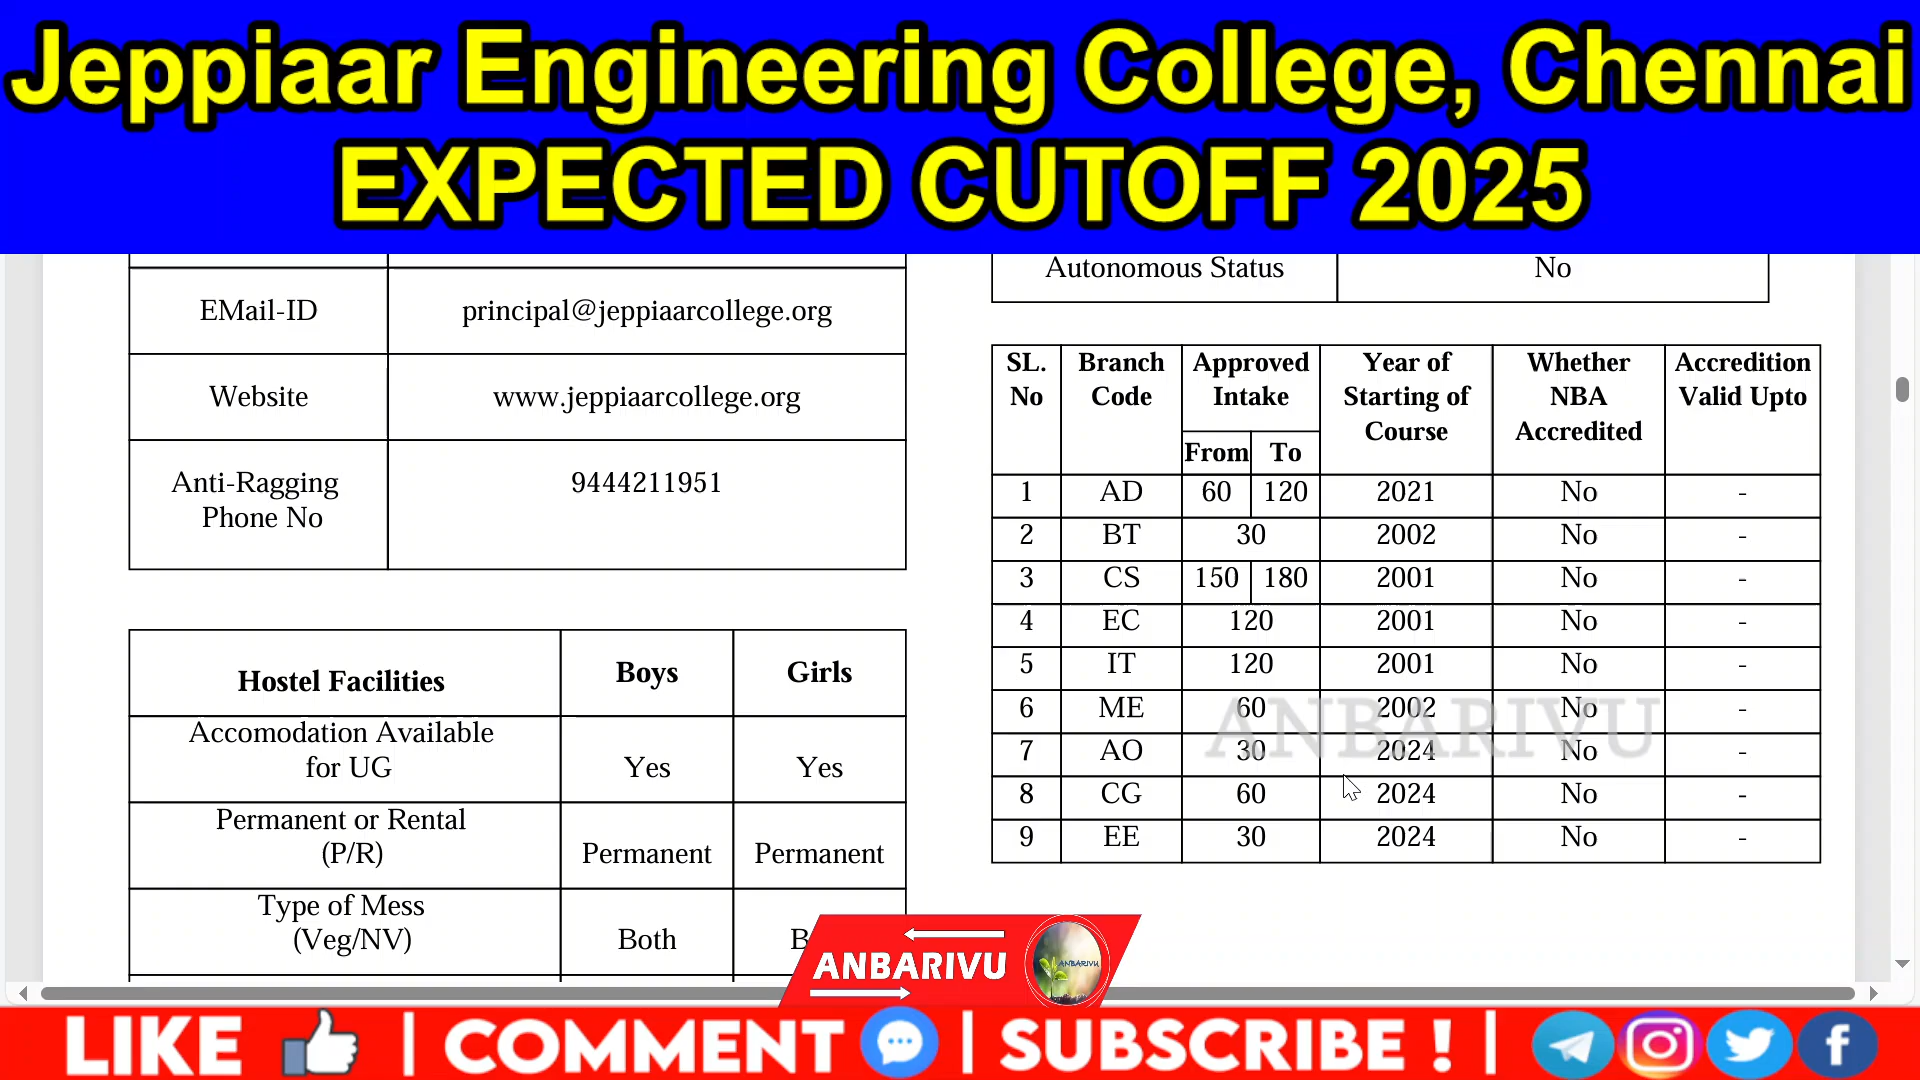 Jeppiaar Engineering College, Chennai
EXPECTED CUTOFF 2025
EMail-ID principal@jeppiaarcollege.org
Website www.jeppiaarcollege.org
Anti-Ragging 9444211951
Phone No
Hostel Facilities Boys Girls
Accomodation Available
for UG Yes Yes
Permanent or Rental
(P/R) Permanent Permanent
Type of Mess
(Veg/NV) Both
Autonomous Status No
SL. Branch Approved Year of Whether Accredition
No Code Intake Starting of NBA Valid Upto
Course Accredited
From To
1 AD 60 120 2021 No -
2 BT 30 2002 No -
3 CS 150 180 2001 No -
4 EC 120 2001 No -
5 IT 120 2001 No -
6 ME 60 2002 No -
7 AO 30 2024 No -
8 CG 60 2024 No -
9 EE 30 2024 No -
ANBARIVU
ANBARIVU
ANBARIVU
LIKE | COMMENT | SUBSCRIBE ! |